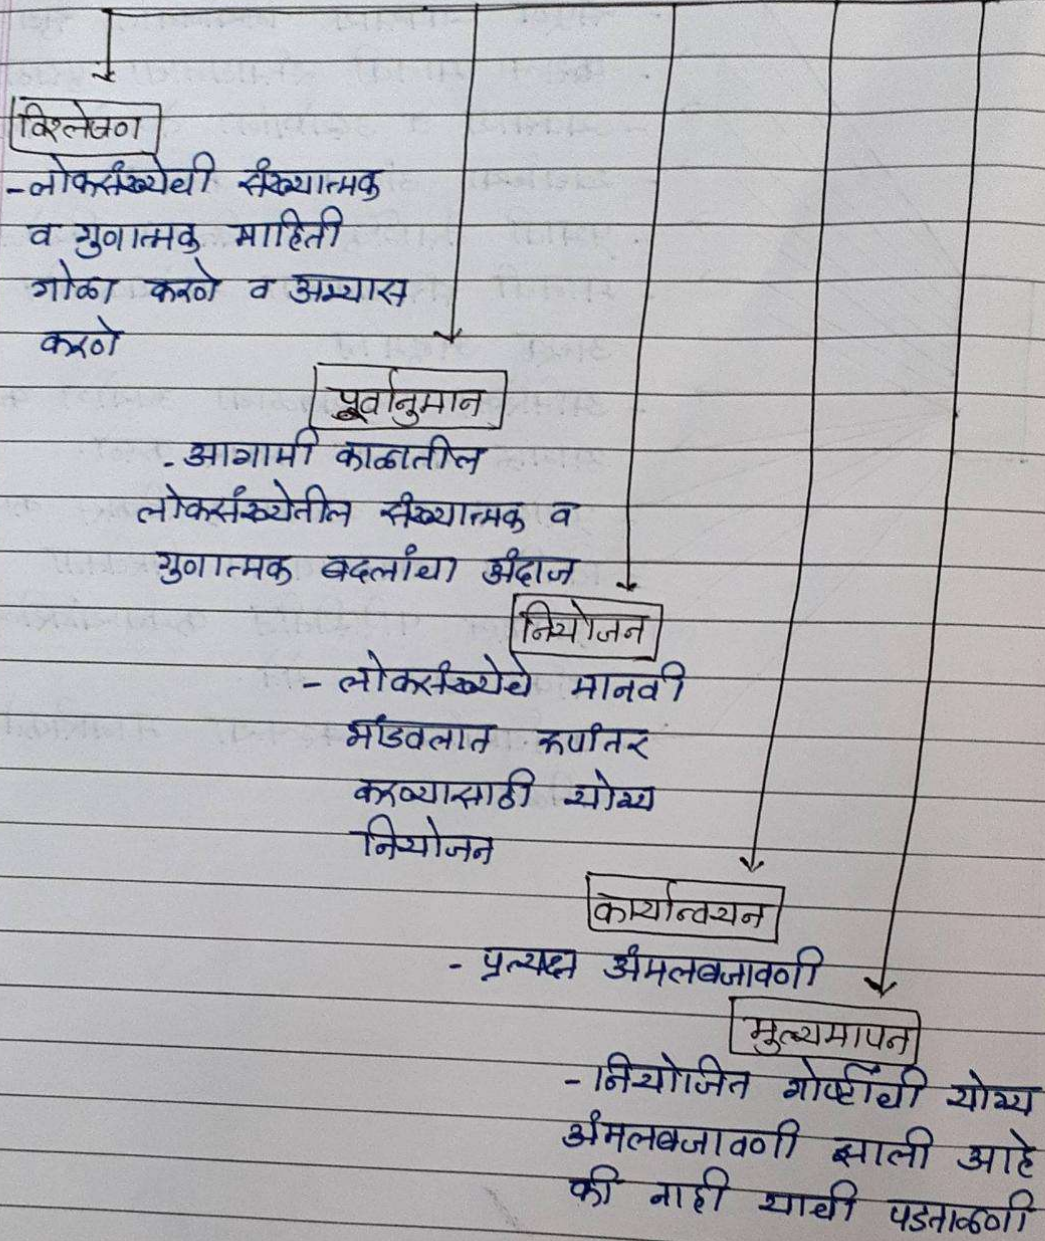 विश्लेषण
- लोकसंख्येची संख्यात्मक
व गुणात्मक माहिती
गोळा करणे व अभ्यास
करणे
पूर्वानुमान
- आगामी काळातील
लोकसंख्येतील संख्यात्मक व
गुणात्मक बदलांचा अंदाज
नियोजन
- लोकसंख्येचे मानवी
भांडवलात रूपांतर
करण्यासाठी योग्य
नियोजन
कार्यान्वयन
- प्रत्यक्ष अंमलबजावणी
मुल्यमापन
- नियोजित गोष्टींची योग्य
अंमलबजावणी झाली आहे
की नाही याची पडताळणी